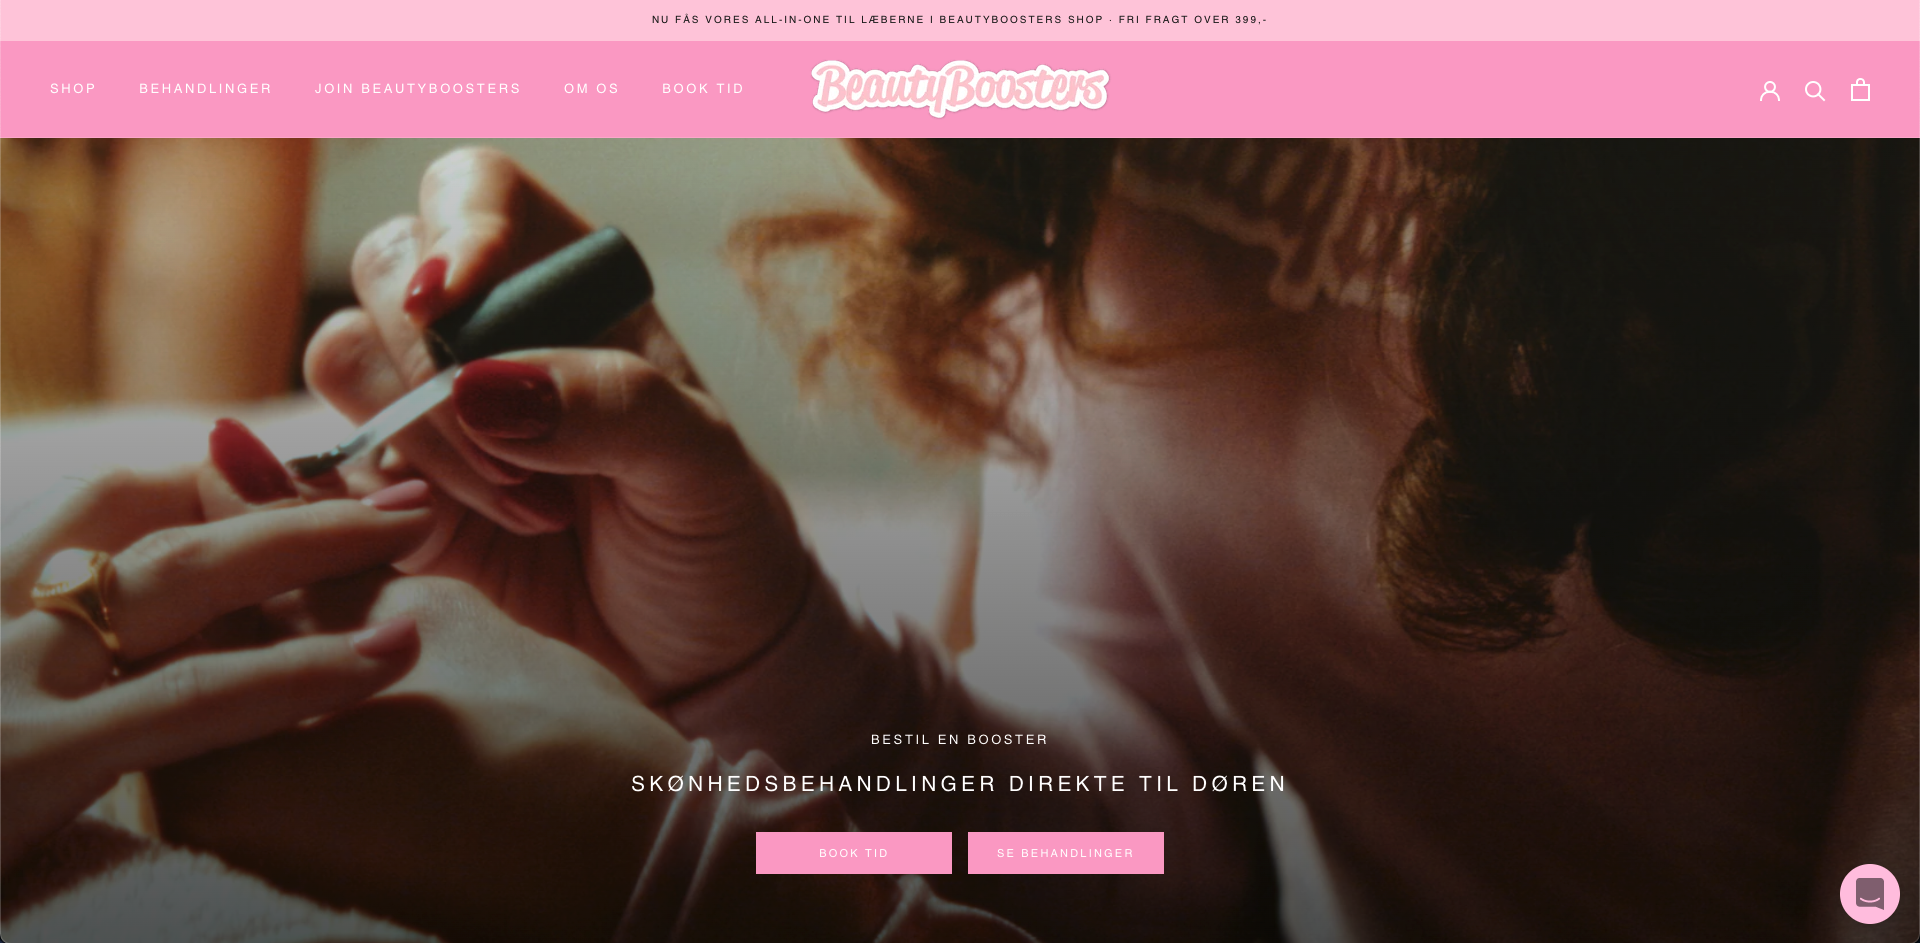 NU FÅS VORES ALL-IN-ONE TIL LÆBERNE I BEAUTYBOOSTERS SHOP · FRI FRAGT OVER 399,-
SHOP
BEHANDLINGER
JOIN BEAUTYBOOSTERS
OM OS
BOOK TID
BeautyBoosters
BESTIL EN BOOSTER
SKØNHEDSBEHANDLINGER DIREKTE TIL DØREN
BOOK TID
SE BEHANDLINGER